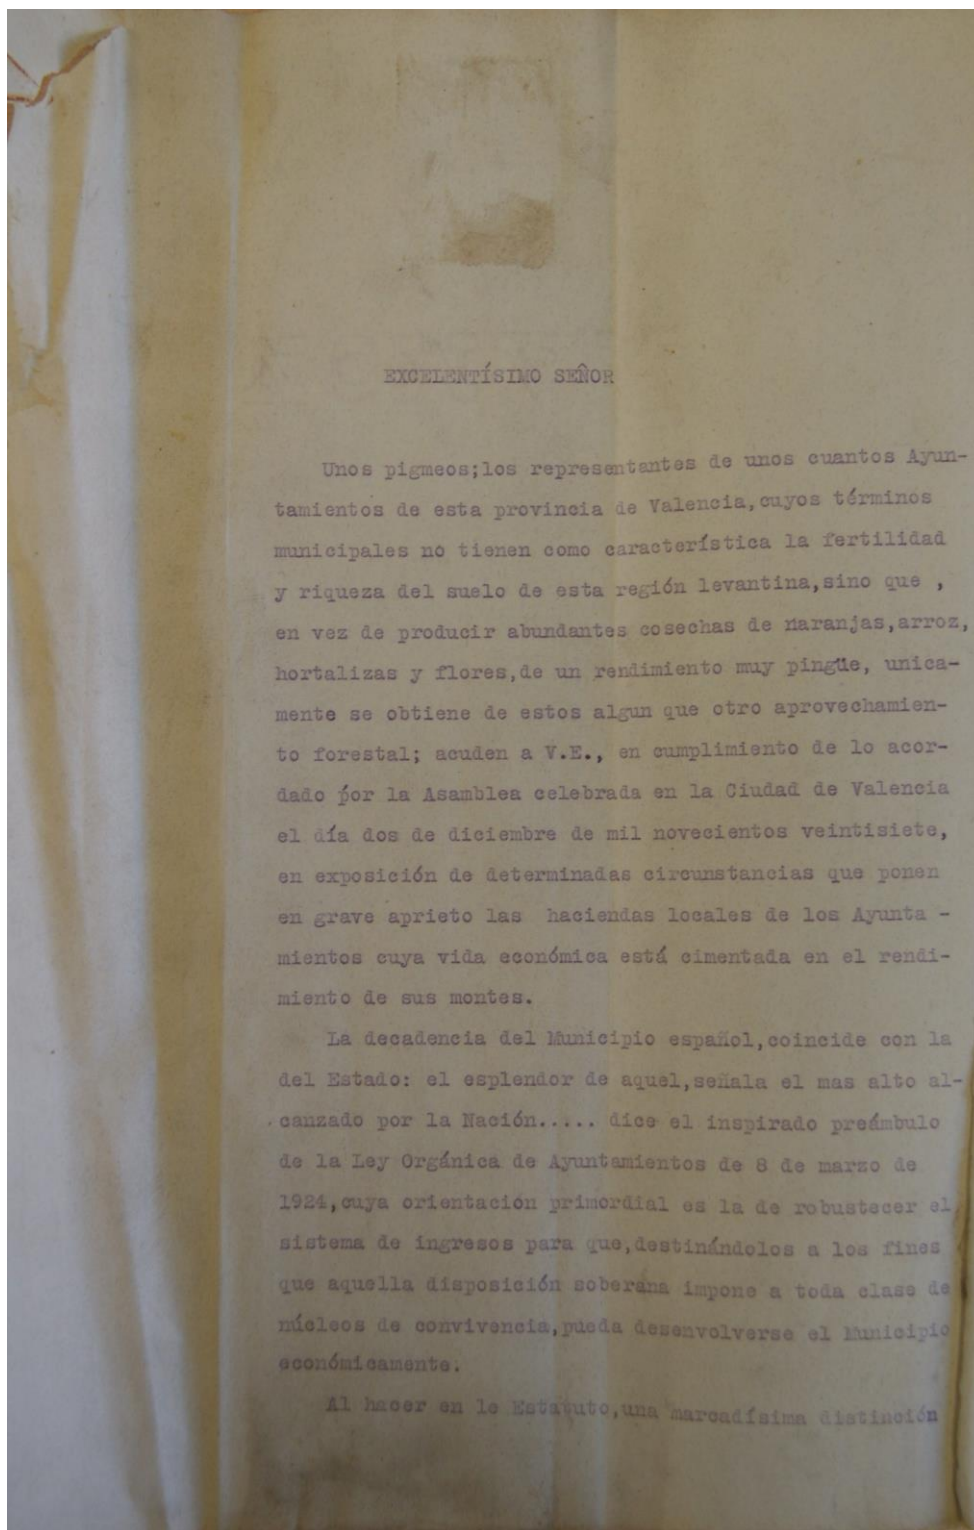 EXCELENTÍSIMO SEÑOR
Unos pigmeos;los representantes de unos cuantos Ayun-
tamientos de esta provincia de Valencia,cuyos términos
municipales no tienen como característica la fertilidad
y riqueza del suelo de esta región levantina,sino que ,
en vez de producir abundantes cosechas de naranjas,arroz,
hortalizas y flores,de un rendimiento muy pingüe, unica-
mente se obtiene de estos algun que otro aprovechamien-
to forestal; acuden a V.E., en cumplimiento de lo acor-
dado por la Asamblea celebrada en la Ciudad de Valencia
el día dos de diciembre de mil novecientos veintisiete,
en exposición de determinadas circunstancias que ponen
en grave aprieto las haciendas locales de los Ayunta -
mientos cuya vida económica está cimentada en el rendi-
miento de sus montes.
La decadencia del Municipio español,coincide con la
del Estado: el esplendor de aquel,señala el mas alto al-
canzado por la Nación..... dice el inspirado preámbulo
de la Ley Orgánica de Ayuntamientos de 8 de marzo de
1924,cuya orientación primordial es la de robustecer el
sistema de ingresos para que,destinándolos a los fines
que aquella disposición soberana impone a toda clase de
núcleos de convivencia,pueda desenvolverse el Municipio
económicamente.
Al hacer en le Estatuto,una marcadísima distinción